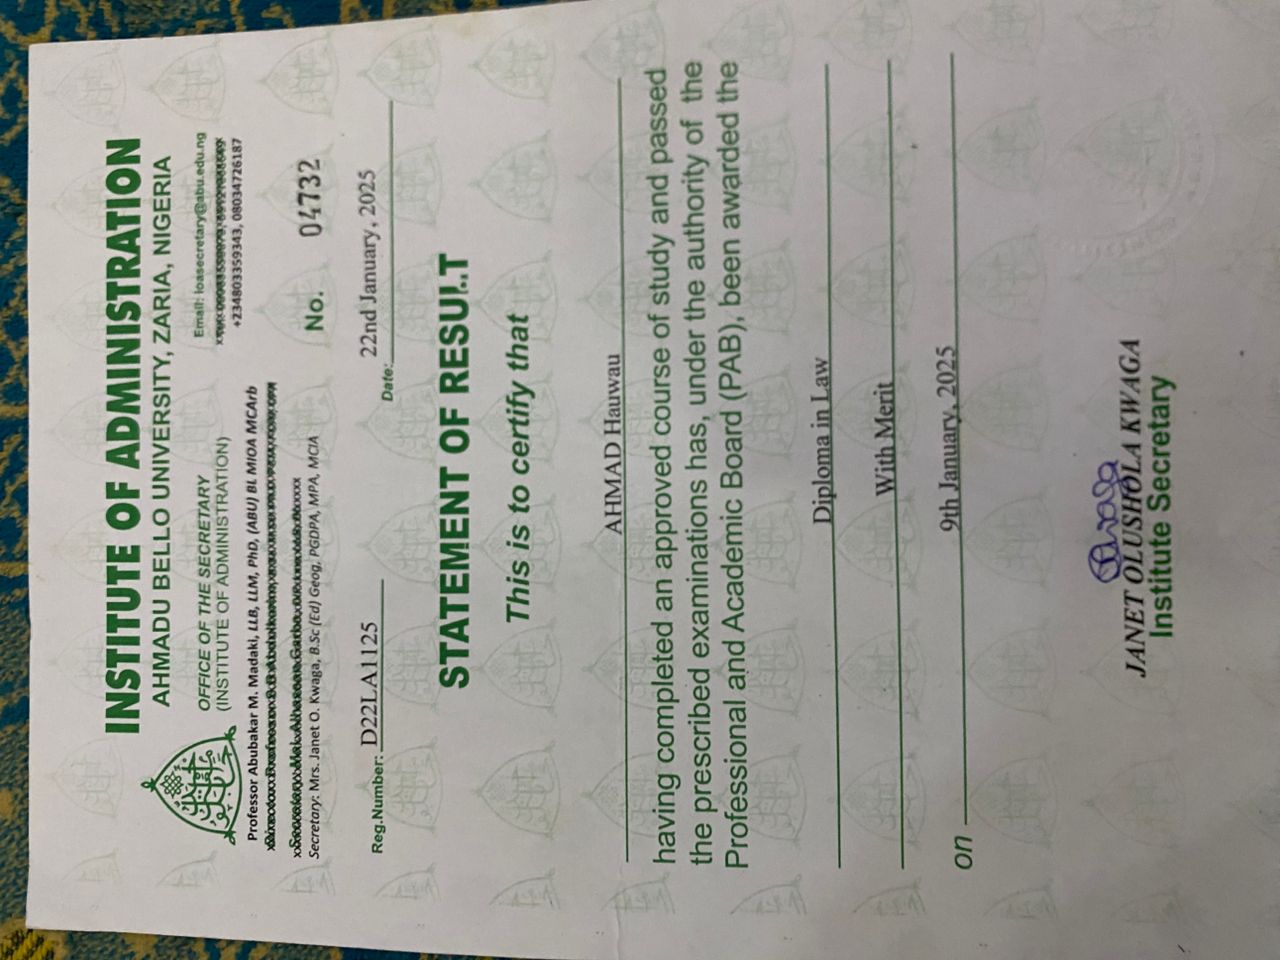 INSTITUTE OF ADMINISTRATION
AHMADU BELLO UNIVERSITY, ZARIA, NIGERIA
OFFICE OF THE SECRETARY
(INSTITUTE OF ADMINISTRATION)
Email: ioasecretary@abu.edu.ng
+234803359343, 08034726187
Professor Abubakar M. Madaki, LLB, LLM, PhD, (ABU) BL MIOA MCArb
Secretary: Mrs. Janet O. Kwaga, B.Sc (Ed) Geog, PGDPA, MPA, MCIA
No. 04732
Reg.Number: D22LA1125
Date: 22nd January, 2025
STATEMENT OF RESULT
This is to certify that
AHMAD Hauwau
having completed an approved course of study and passed
the prescribed examinations has, under the authority of the
Professional and Academic Board (PAB), been awarded the
Diploma in Law
With Merit
on 9th January, 2025
JANET OLUSHOLA KWAGA
Institute Secretary